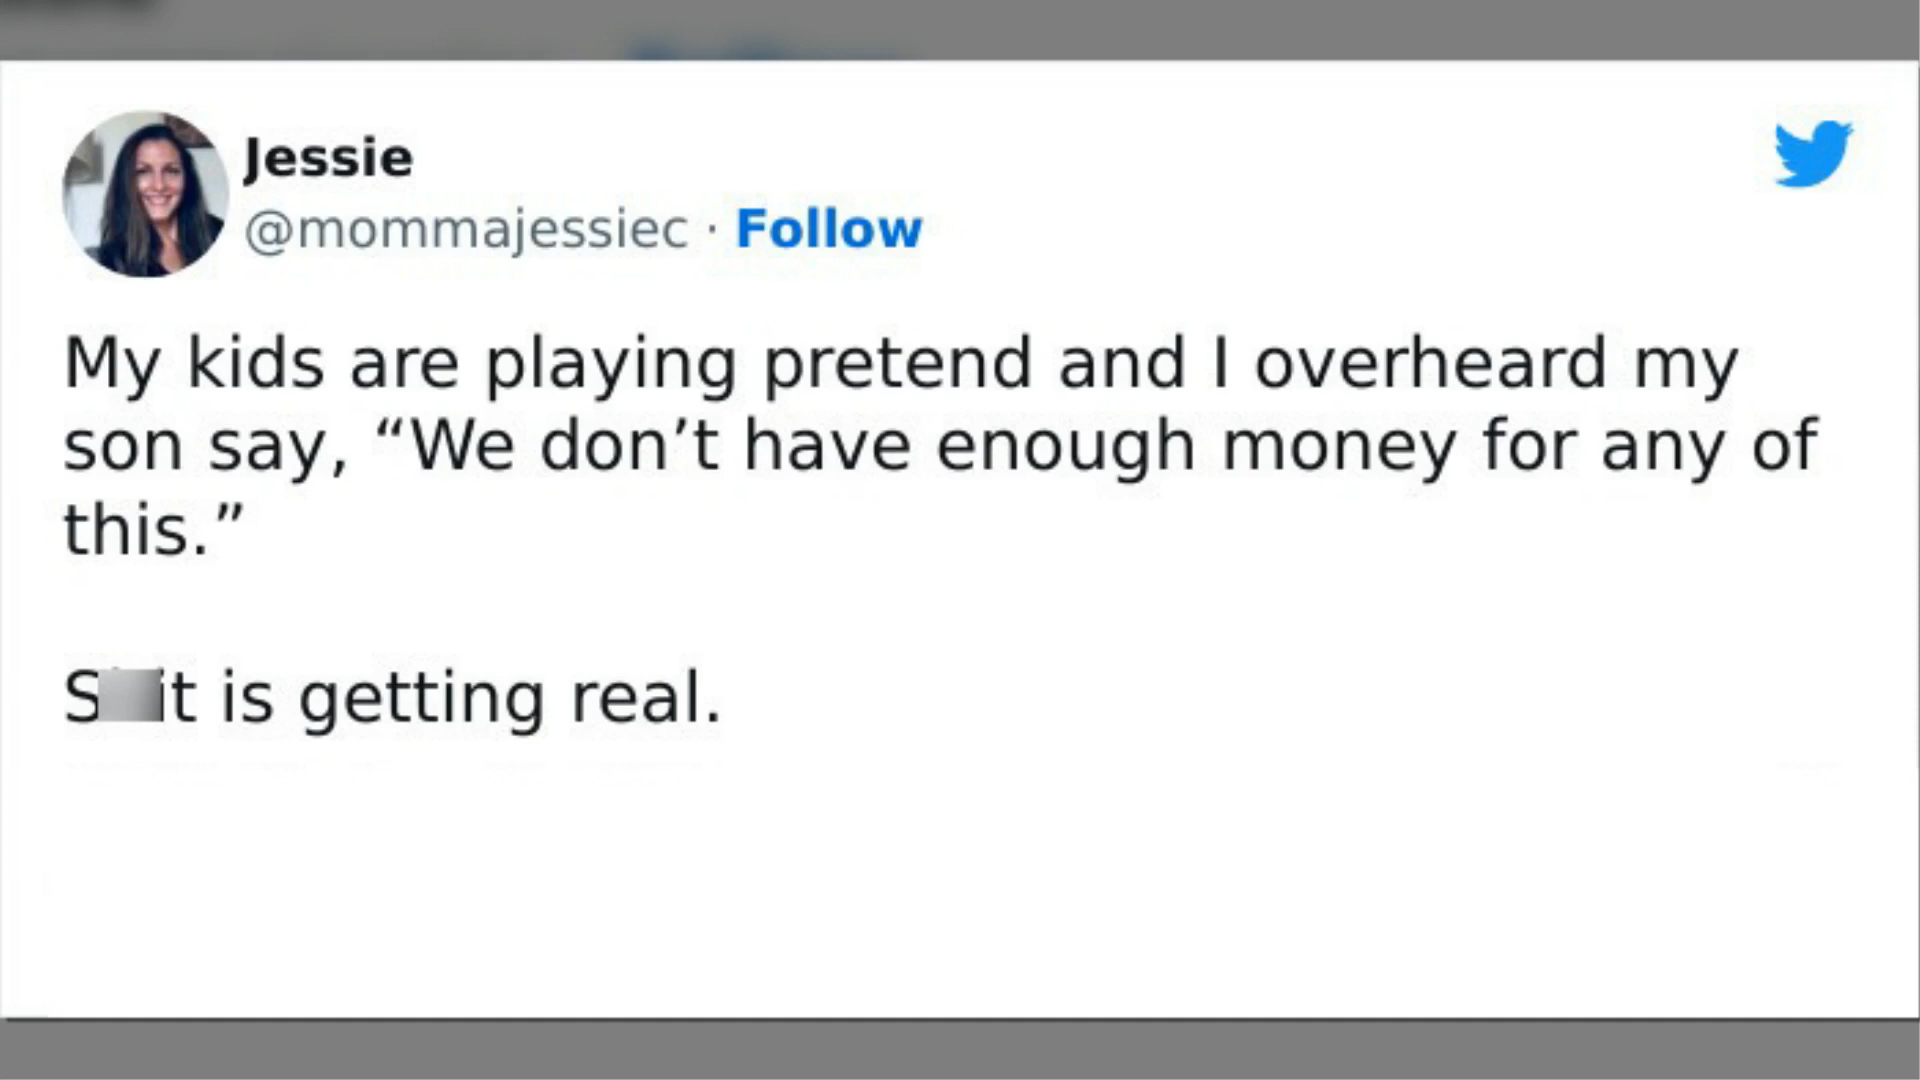 Jessie
@mommajessiec · Follow
My kids are playing pretend and I overheard my
son say, “We don’t have enough money for any of
this.”
is getting real.